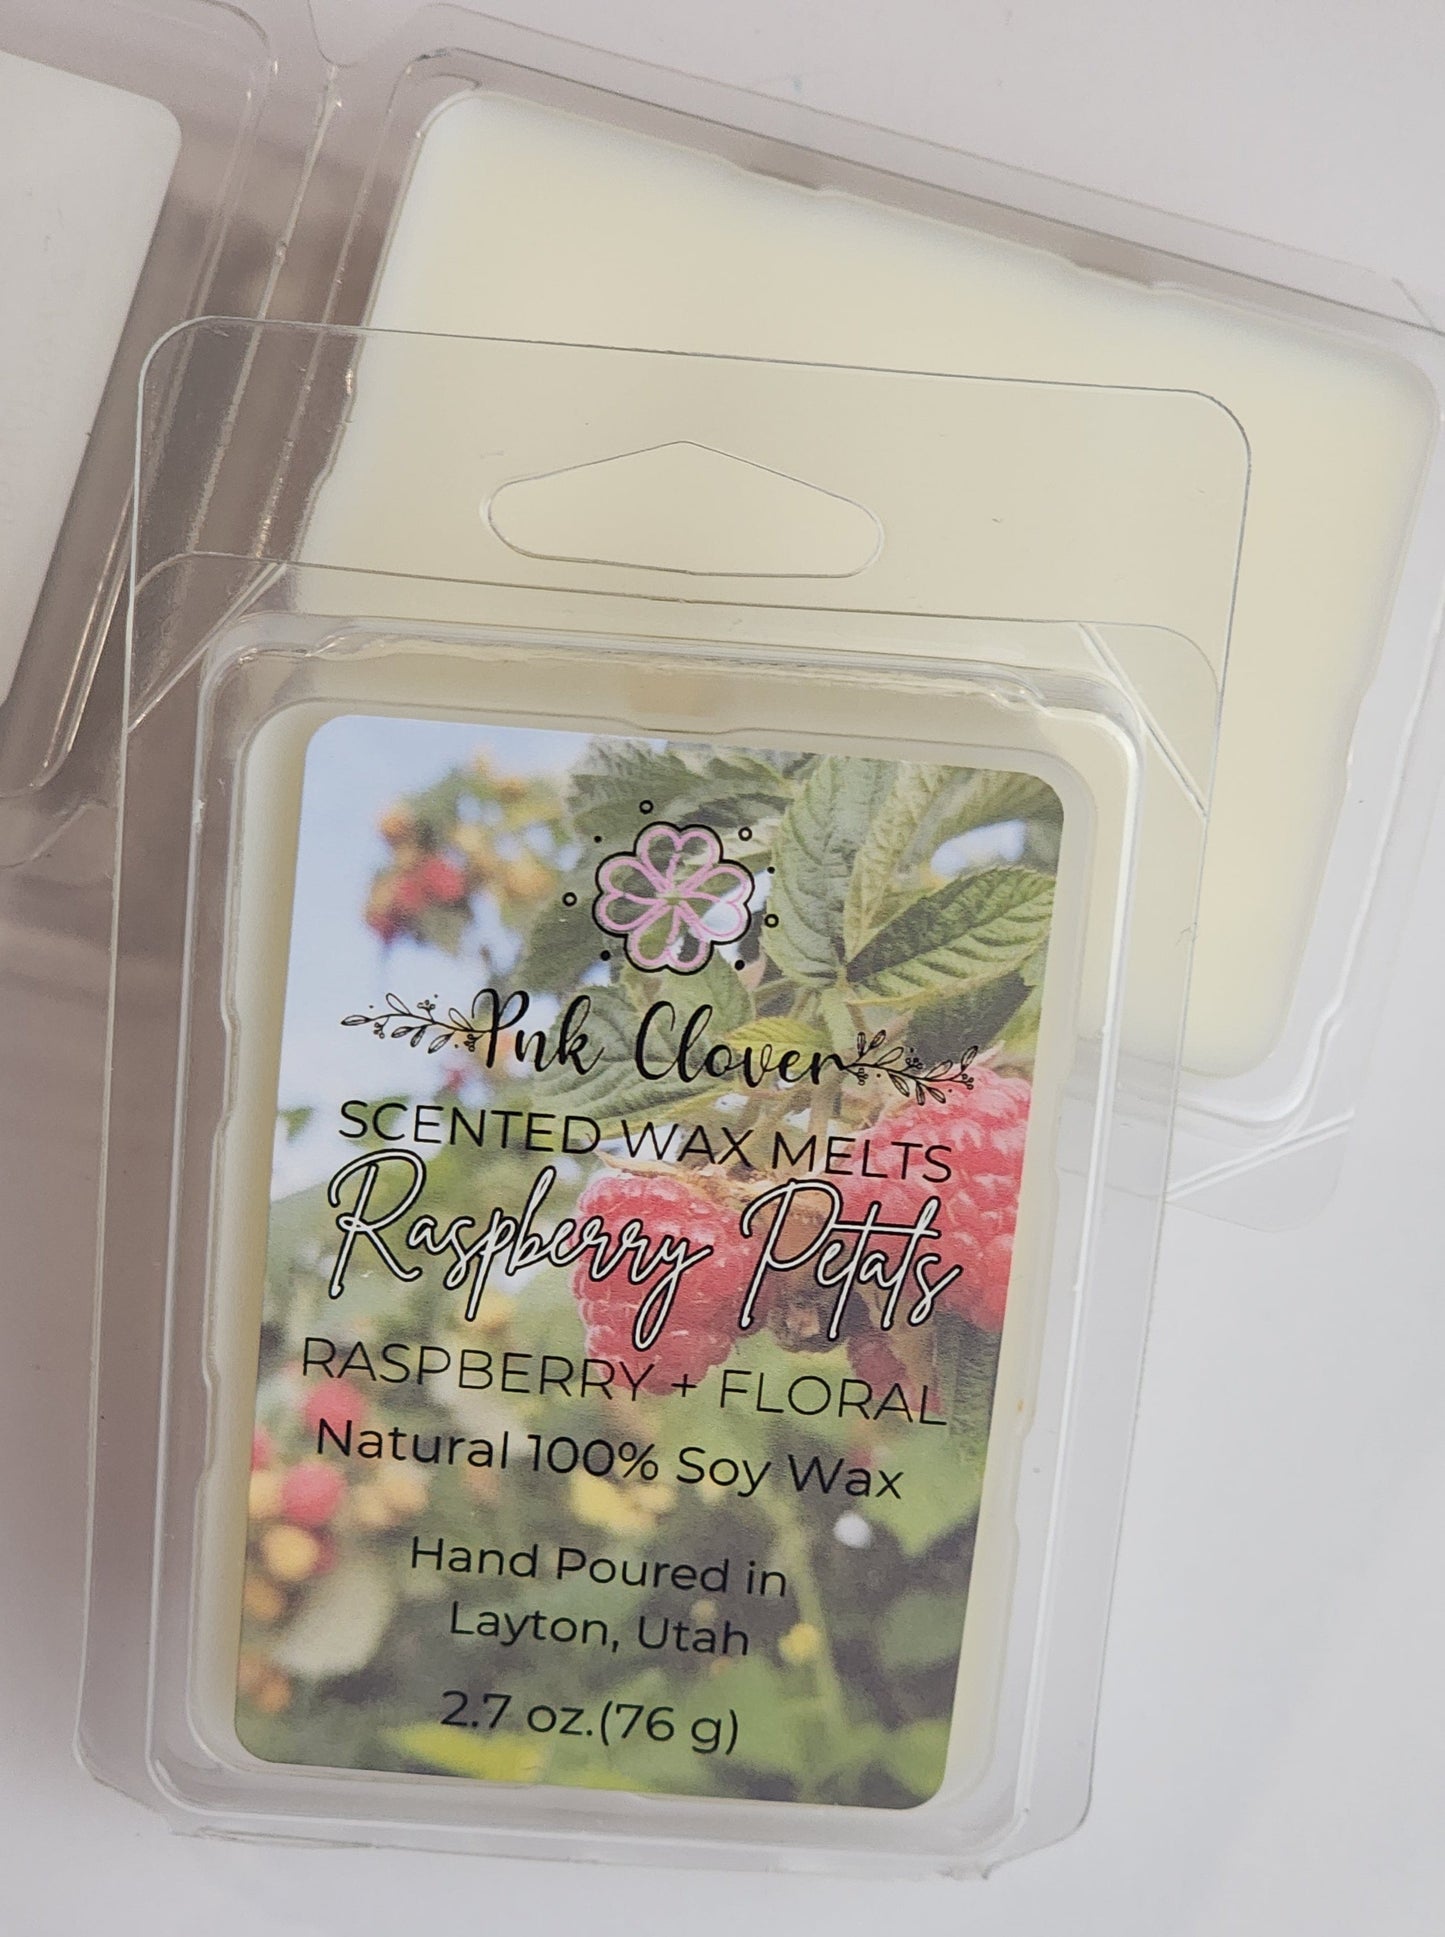 Pnk Clover
SCENTED WAX MELTS
Raspberry Petals
RASPBERRY + FLORAL
Natural 100% Soy Wax
Hand Poured in
Layton, Utah
2.7 oz.(76 g)